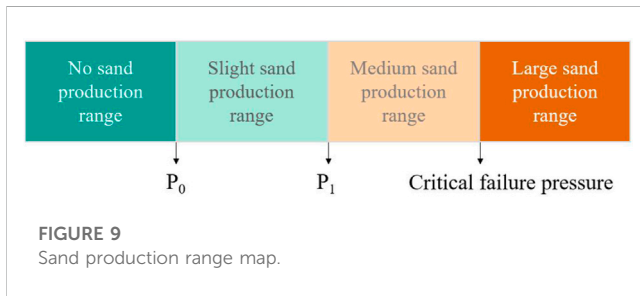 No sand
production
range
Slight sand
production
range
Medium sand
production
range
Large sand
production
range
P₀
P₁
Critical failure pressure
FIGURE 9
Sand production range map.